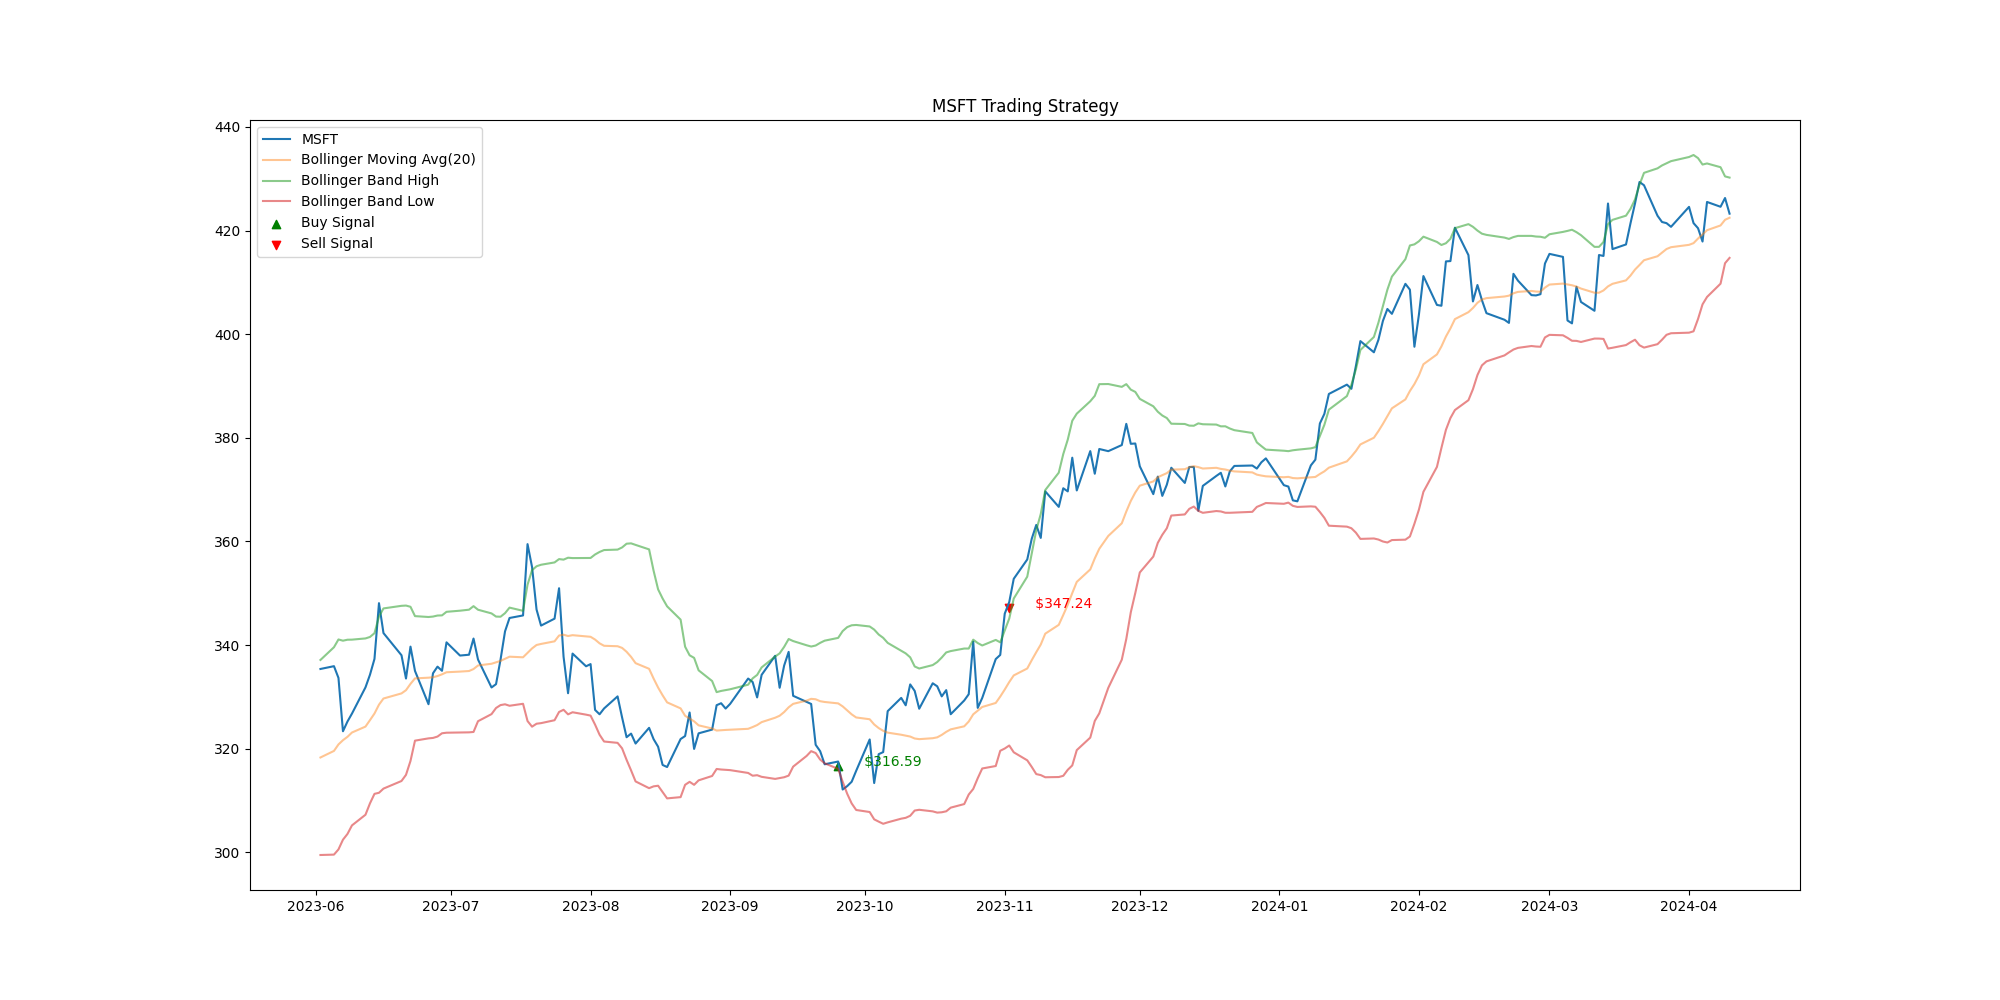 MSFT Trading Strategy
440
420
400
380
360
340
320
300
MSFT
Bollinger Moving Avg(20)
Bollinger Band High
Bollinger Band Low
Buy Signal
Sell Signal
$347.24
$316.59
2023-06 2023-07 2023-08 2023-09 2023-10 2023-11 2023-12 2024-01 2024-02 2024-03 2024-04